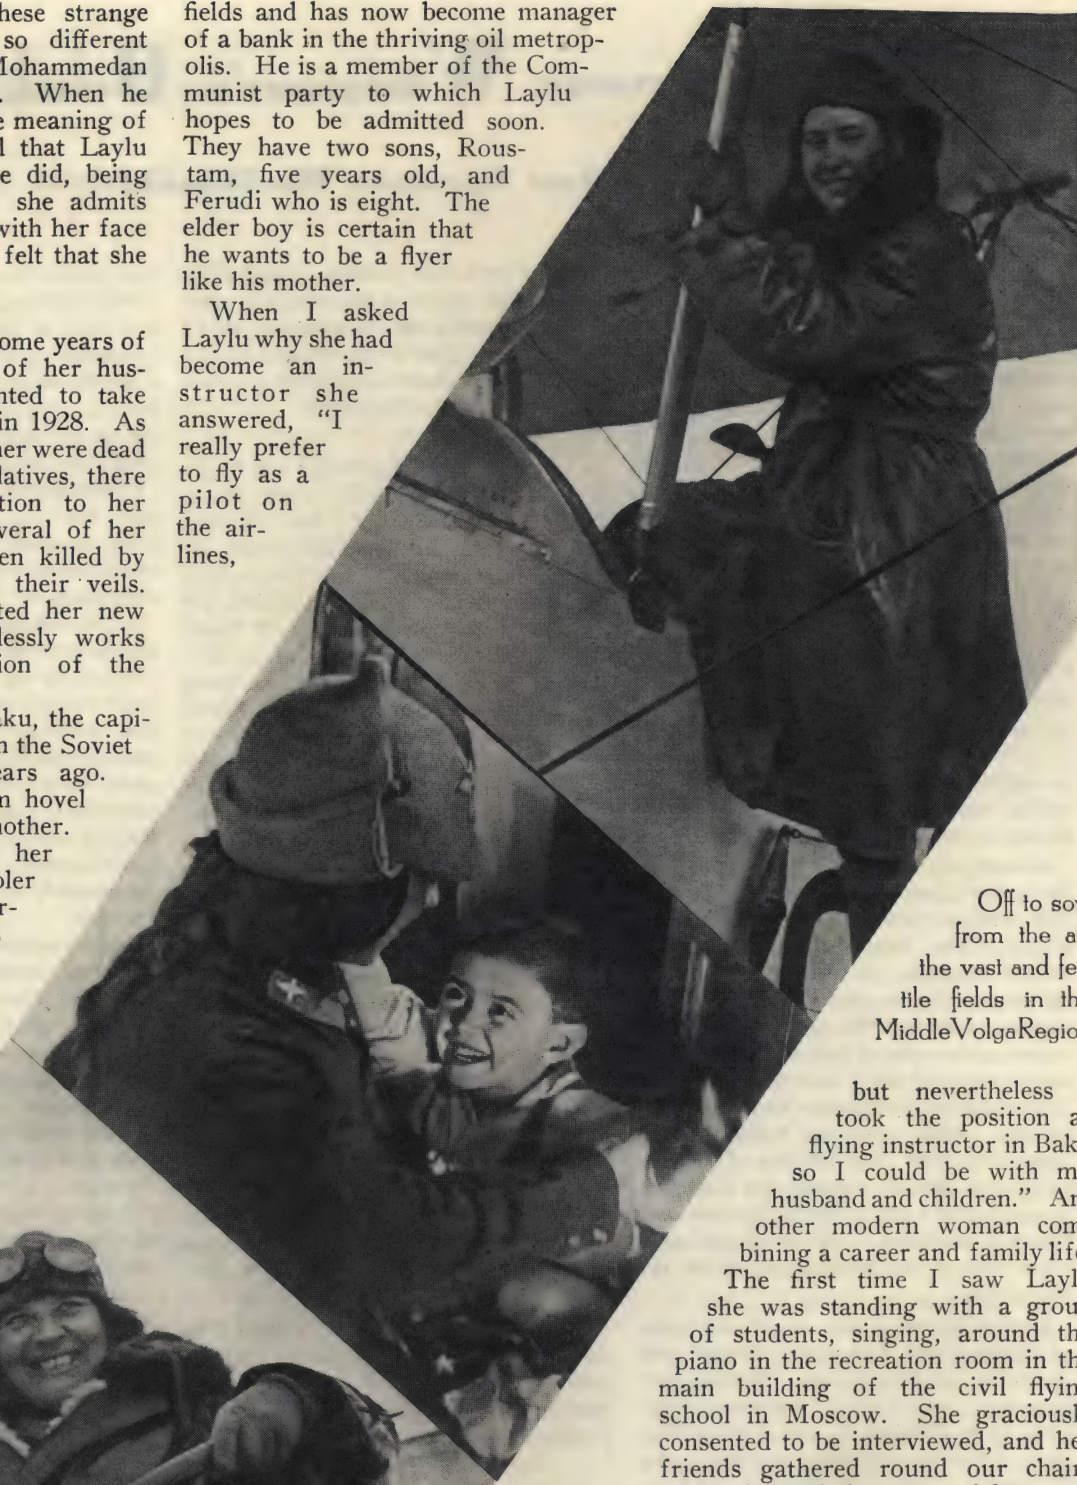 hese strange
so different
Mohammedan
. When he
e meaning of
d that Laylu
e did, being
she admits
with her face
felt that she
ome years of
of her hus-
nted to take
in 1928. As
her were dead
latives, there
tion to her
veral of her
en killed by
their veils.
ted her new
lessly works
ion of the
aku, the capi-
n the Soviet
ears ago.
m hovel
nother.
her
oler
r-
fields and has now become manager
of a bank in the thriving oil metrop-
olis. He is a member of the Com-
munist party to which Laylu
hopes to be admitted soon.
They have two sons, Rous-
tam, five years old, and
Ferudi who is eight. The
elder boy is certain that
he wants to be a flyer
like his mother.
When I asked
Laylu why she had
become an in-
structor she
answered, “I
really prefer
to fly as a
pilot on
the air-
lines,
Off to sov
from the a
the vast and fe
tile fields in th
Middle Volga Regio
but nevertheless
took the position a
flying instructor in Bak
so I could be with m
husband and children.” An
other modern woman com
bining a career and family life
The first time I saw Layl
she was standing with a grou
of students, singing, around th
piano in the recreation room in th
main building of the civil flyin
school in Moscow. She graciousl
consented to be interviewed, and he
friends gathered round our chair